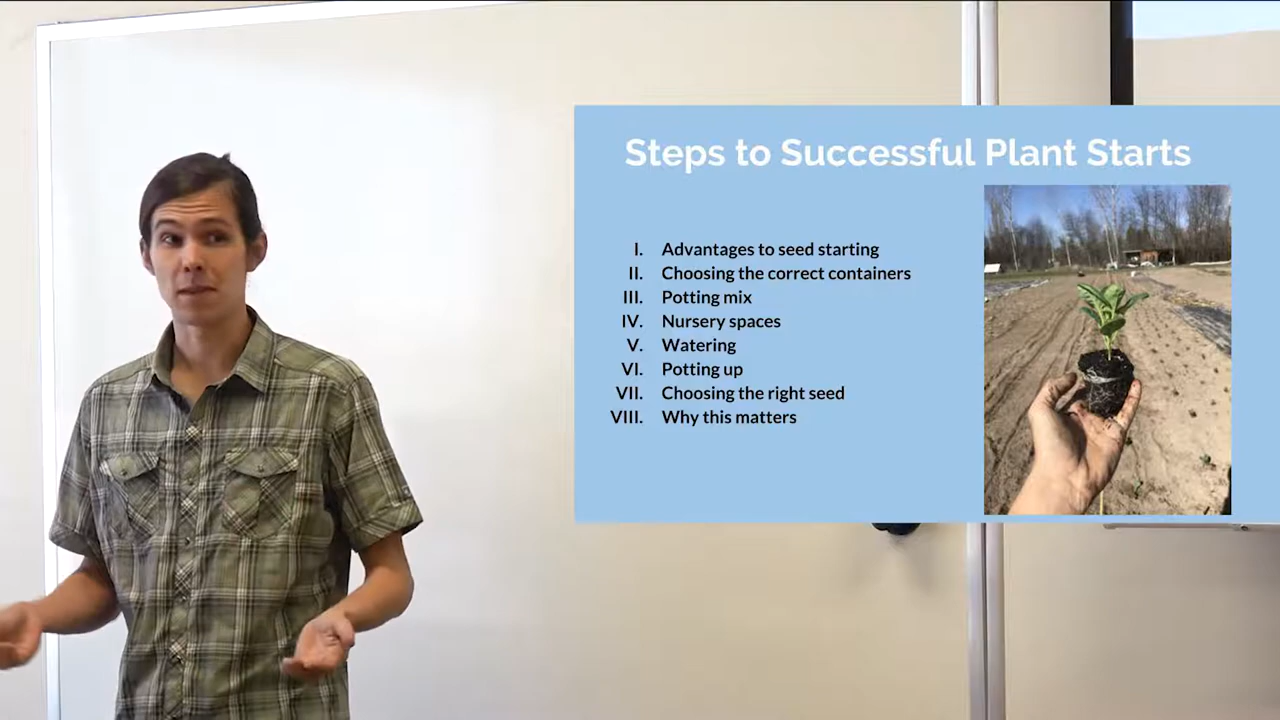 Steps to Successful Plant Starts
I. Advantages to seed starting
II. Choosing the correct containers
III. Potting mix
IV. Nursery spaces
V. Watering
VI. Potting up
VII. Choosing the right seed
VIII. Why this matters